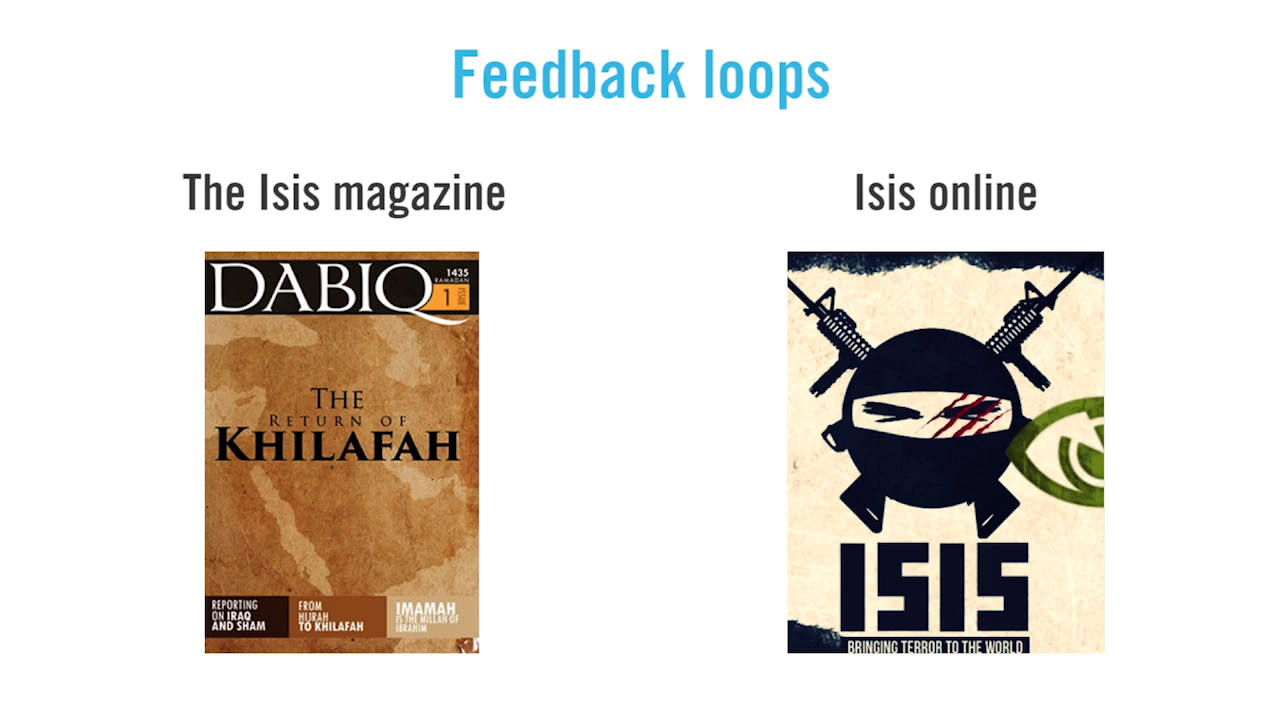 Feedback loops
The Isis magazine
Isis online
DABIQ
1435
RAMADAN
1
ISSUE
THE
RETURN OF
KHILAFAH
REPORTING
ON IRAQ
AND SHAM
FROM
HIJRAH
TO KHILAFAH
IMAMAH
IS THE MILLAH OF
IBRAHIM
ISIS
BRINGING TERROR TO THE WORLD